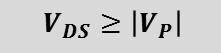 V_DS ≥ |V_P|